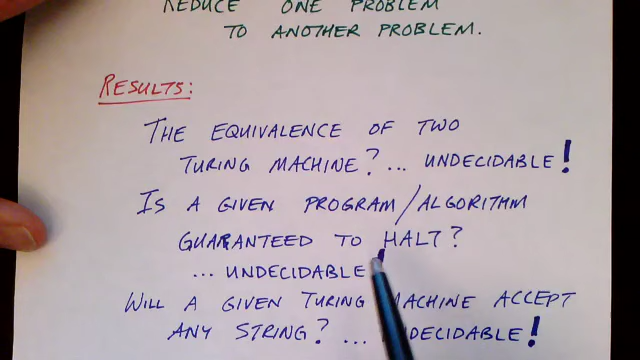 REDUCE ONE PROBLEM
TO ANOTHER PROBLEM.
RESULTS:
THE EQUIVALENCE OF TWO
TURING MACHINE? ... UNDECIDABLE!
IS A GIVEN PROGRAM/ALGORITHM
GUARANTEED TO HALT?
... UNDECIDABLE
WILL A GIVEN TURING MACHINE ACCEPT
ANY STRING? ... UNDECIDABLE!